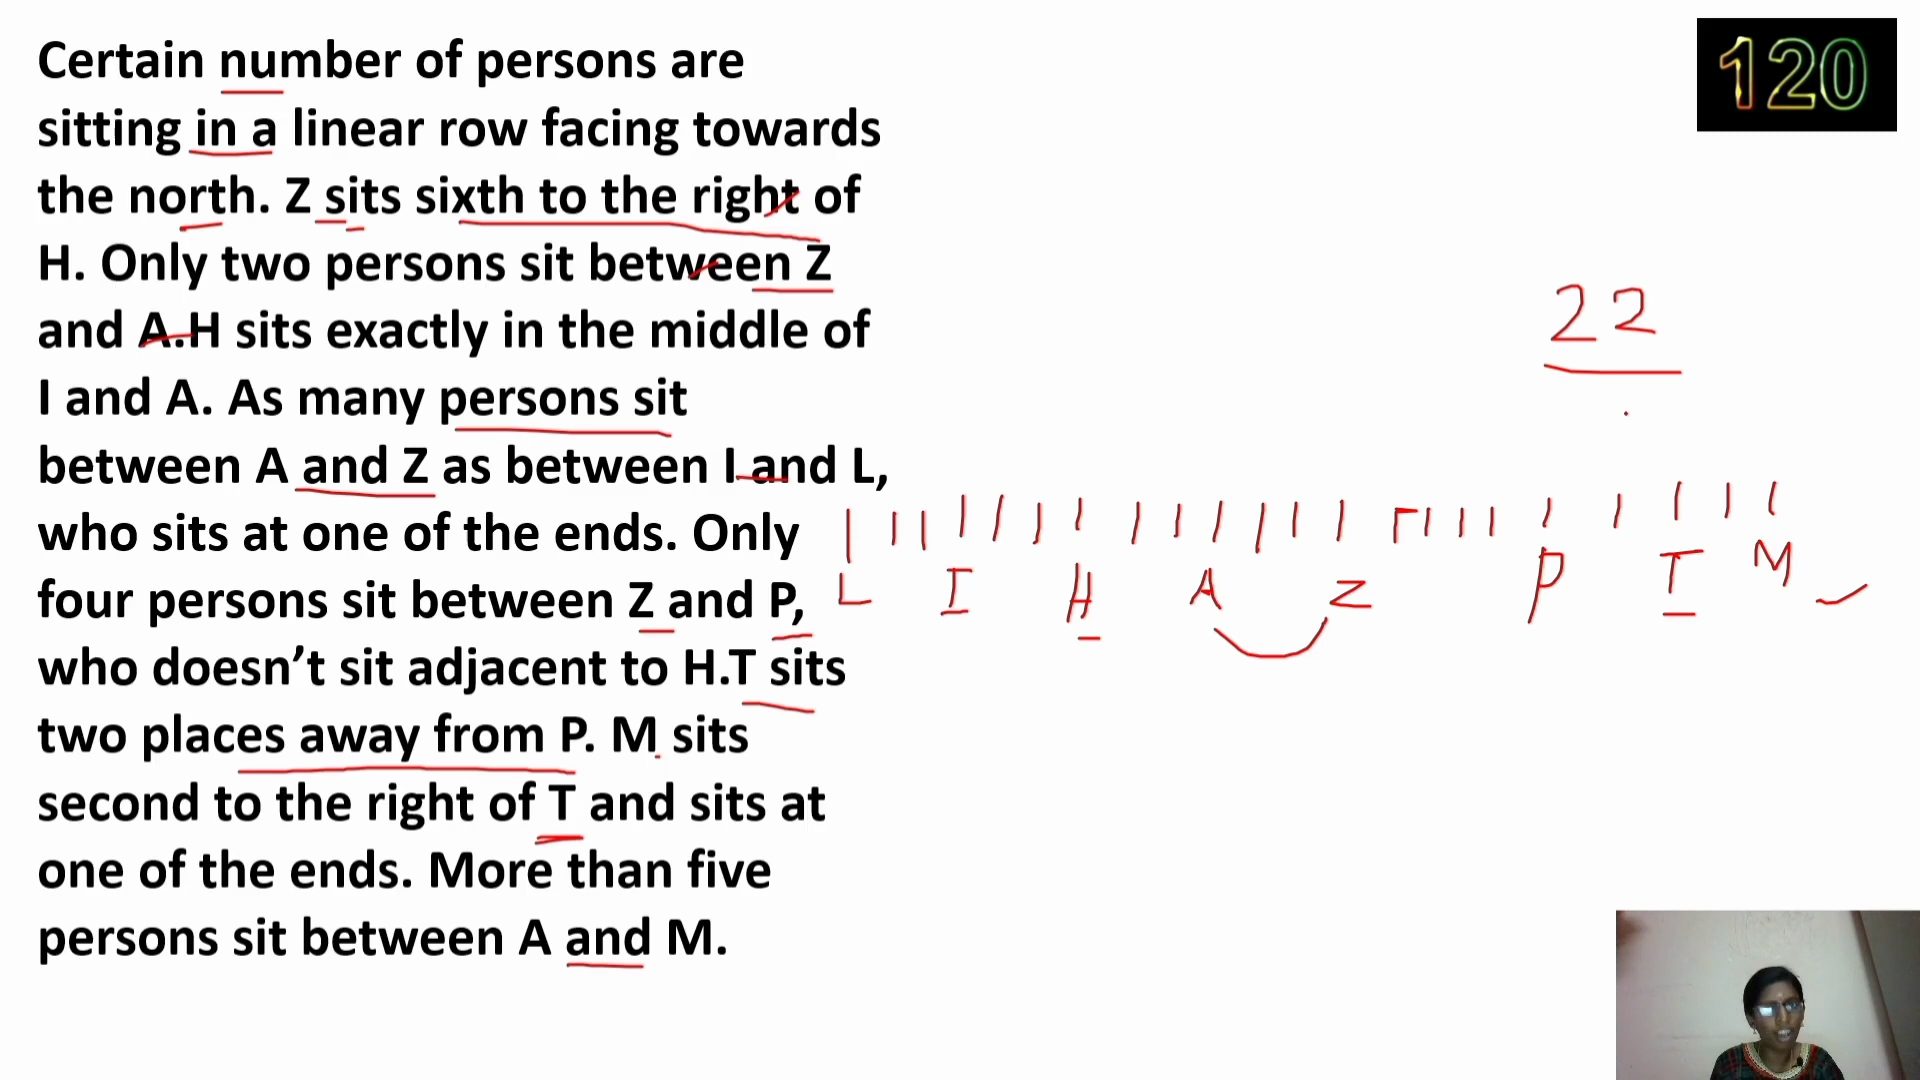 Certain number of persons are
sitting in a linear row facing towards
the north. Z sits sixth to the right of
H. Only two persons sit between Z
and A.H sits exactly in the middle of
I and A. As many persons sit
between A and Z as between I and L,
who sits at one of the ends. Only
four persons sit between Z and P,
who doesn’t sit adjacent to H.T sits
two places away from P. M sits
second to the right of T and sits at
one of the ends. More than five
persons sit between A and M.
120
22
L I H A Z P T M